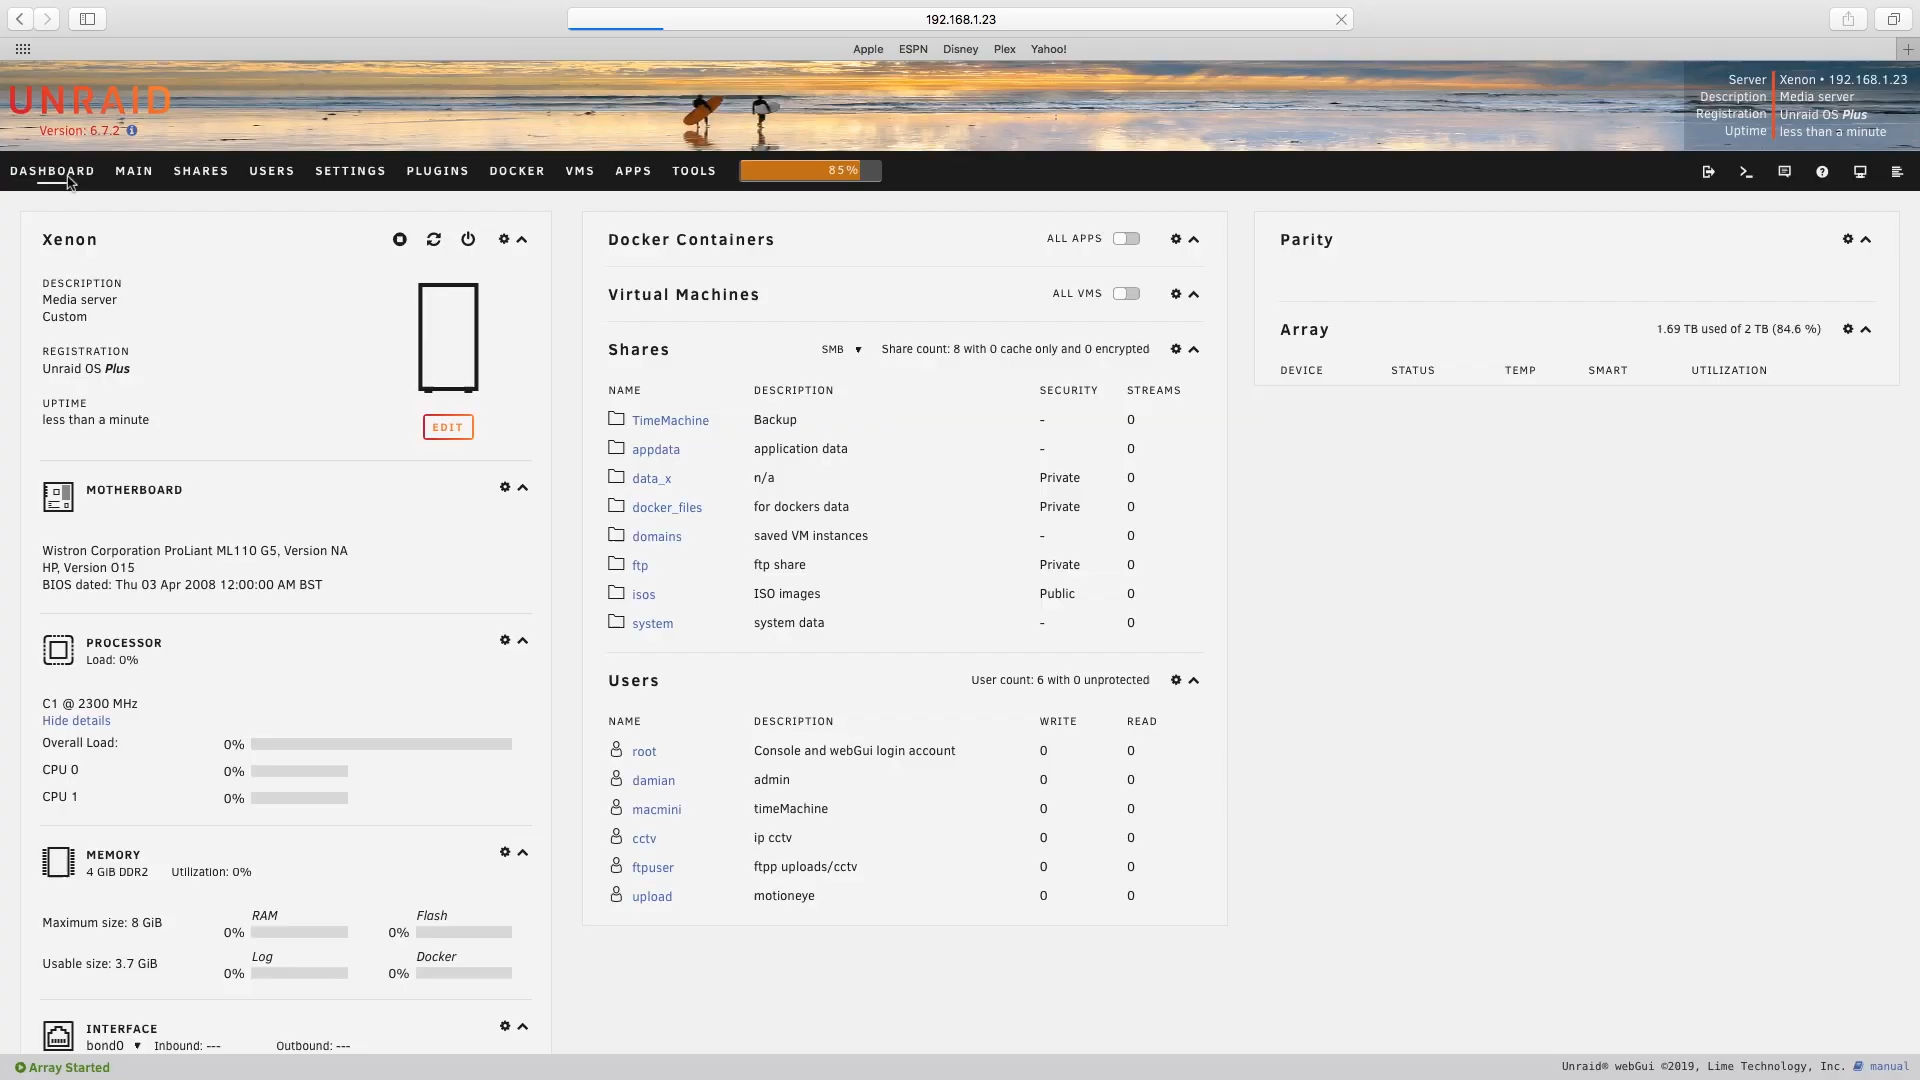 192.168.1.23
Apple ESPN Disney Plex Yahoo!
UNRAID
Version: 6.7.2
Server Xenon • 192.168.1.23
Description Media server
Registration Unraid OS Plus
Uptime less than a minute
DASHBOARD MAIN SHARES USERS SETTINGS PLUGINS DOCKER VMS APPS TOOLS 85%
Xenon
DESCRIPTION
Media server
Custom
REGISTRATION
Unraid OS Plus
UPTIME
less than a minute
EDIT
MOTHERBOARD
Wistron Corporation ProLiant ML110 G5, Version NA
HP, Version O15
BIOS dated: Thu 03 Apr 2008 12:00:00 AM BST
PROCESSOR
Load: 0%
C1 @ 2300 MHz
Hide details
Overall Load: 0%
CPU 0 0%
CPU 1 0%
MEMORY
4 GiB DDR2 Utilization: 0%
RAM Flash
Maximum size: 8 GiB 0% 0%
Log Docker
Usable size: 3.7 GiB 0% 0%
INTERFACE
bond0 ▼ Inbound: --- Outbound: ---
Docker Containers ALL APPS
Virtual Machines ALL VMS
Shares SMB ▼ Share count: 8 with 0 cache only and 0 encrypted
NAME DESCRIPTION SECURITY STREAMS
TimeMachine Backup - 0
appdata application data - 0
data_x n/a Private 0
docker_files for dockers data Private 0
domains saved VM instances - 0
ftp ftp share Private 0
isos ISO images Public 0
system system data - 0
Users User count: 6 with 0 unprotected
NAME DESCRIPTION WRITE READ
root Console and webGui login account 0 0
damian admin 0 0
macmini timeMachine 0 0
cctv ip cctv 0 0
ftpuser ftpp uploads/cctv 0 0
upload motioneye 0 0
Parity
Array 1.69 TB used of 2 TB (84.6 %)
DEVICE STATUS TEMP SMART UTILIZATION
Array Started
Unraid® webGui ©2019, Lime Technology, Inc. manual